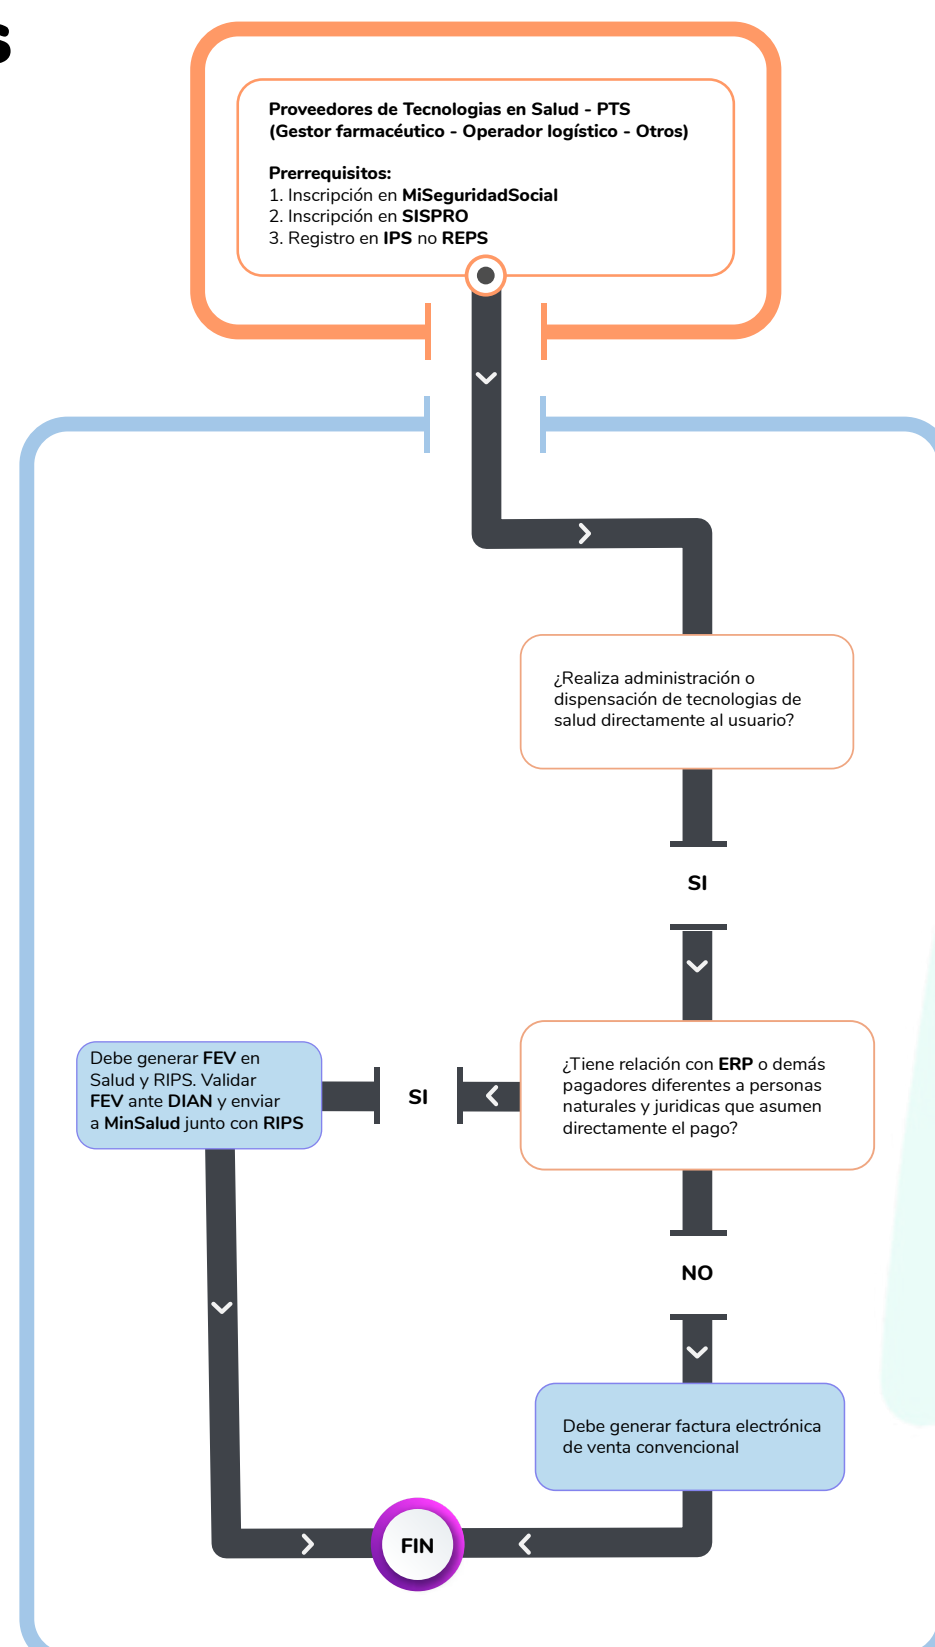 s
Proveedores de Tecnologias en Salud - PTS
(Gestor farmacéutico - Operador logístico - Otros)
Prerrequisitos:
1. Inscripción en MiSeguridadSocial
2. Inscripción en SISPRO
3. Registro en IPS no REPS
¿Realiza administración o
dispensación de tecnologias de
salud directamente al usuario?
SI
¿Tiene relación con ERP o demás
pagadores diferentes a personas
naturales y juridicas que asumen
directamente el pago?
SI
Debe generar FEV en
Salud y RIPS. Validar
FEV ante DIAN y enviar
a MinSalud junto con RIPS
NO
Debe generar factura electrónica
de venta convencional
FIN